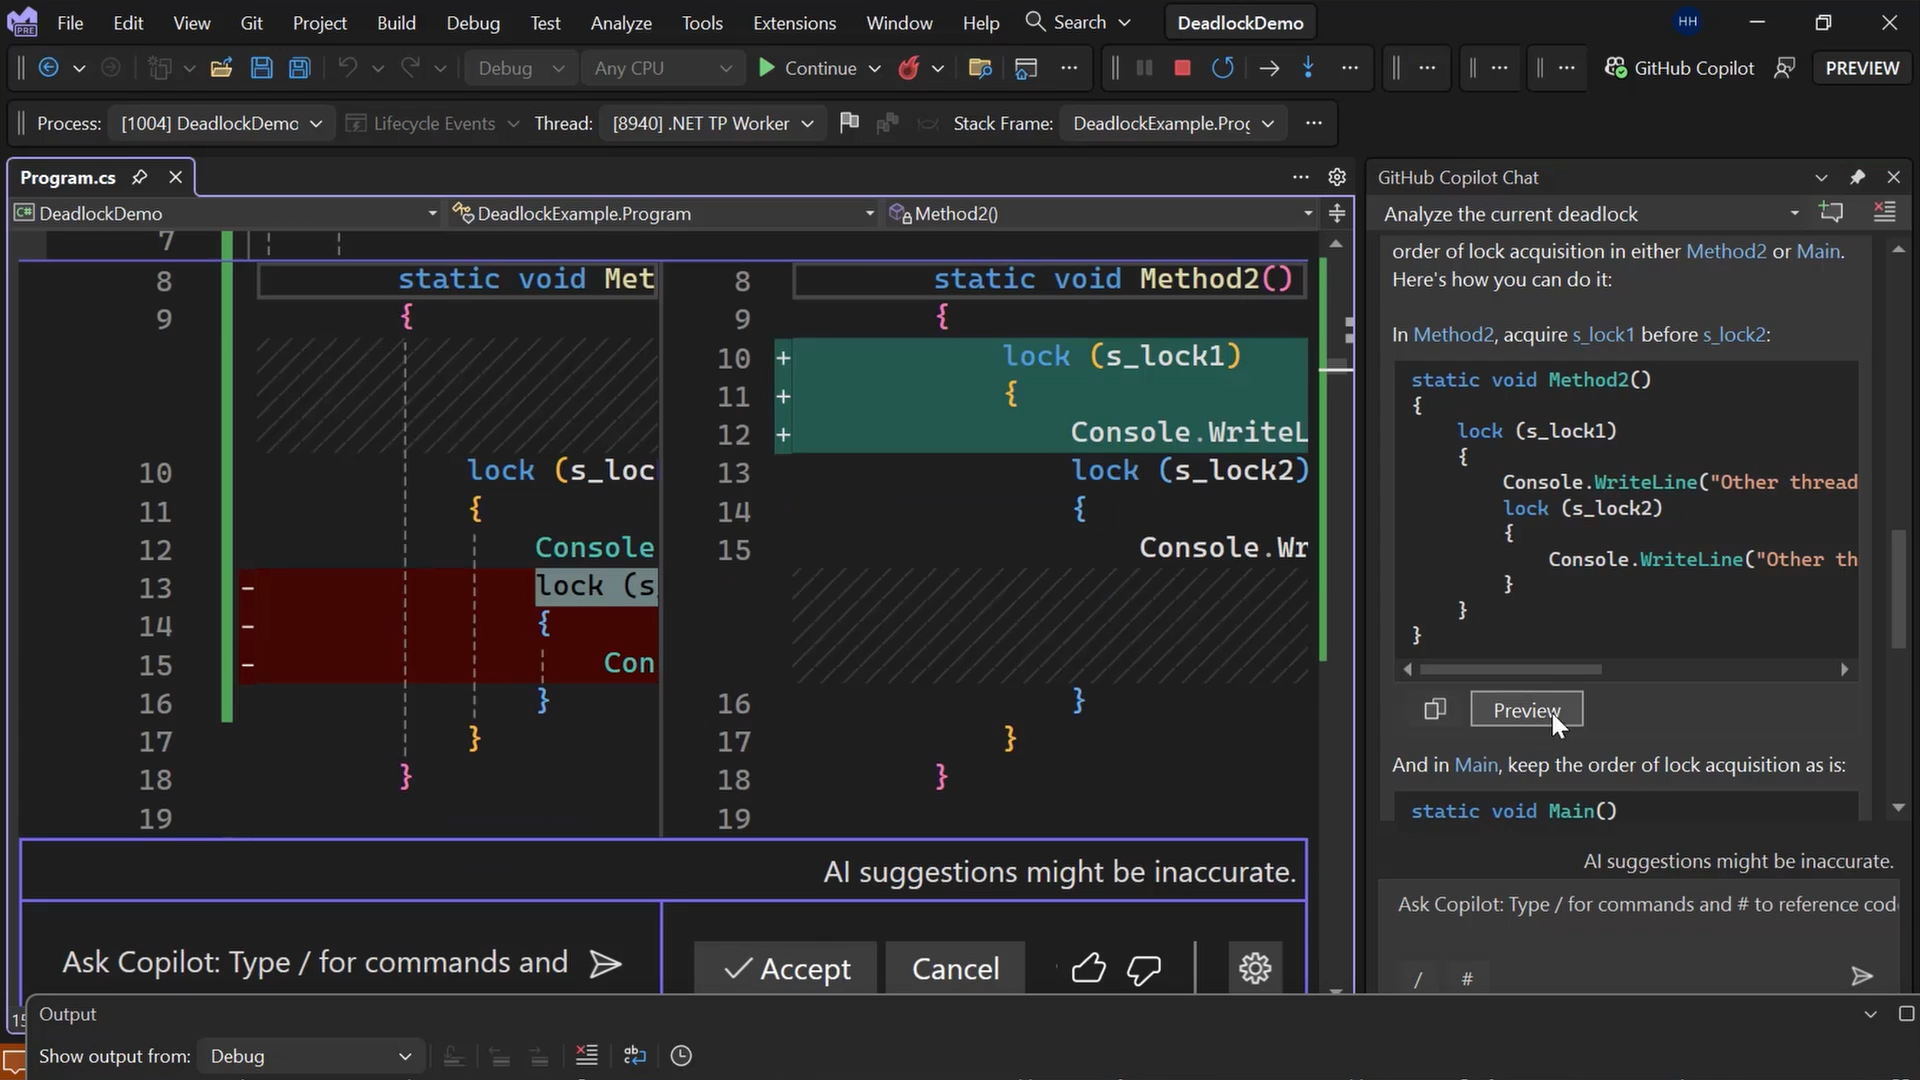 PRE File Edit View Git Project Build Debug Test Analyze Tools Extensions Window Help Search DeadlockDemo HH
Debug Any CPU Continue GitHub Copilot PREVIEW
Process: [1004] DeadlockDemo Lifecycle Events Thread: [8940] .NET TP Worker Stack Frame: DeadlockExample.Prog
Program.cs
C# DeadlockDemo DeadlockExample.Program Method2()
7
8 static void Met
9 {
10 lock (s_loc
11 {
12 Console
13 - lock (s_
14 - {
15 - Con
16 }
17 }
18 }
19
8 static void Method2()
9 {
10 + lock (s_lock1)
11 + {
12 + Console.WriteL
13 lock (s_lock2)
14 {
15 Console.Wr
16 }
17 }
18 }
19
AI suggestions might be inaccurate.
Ask Copilot: Type / for commands and
Accept Cancel
GitHub Copilot Chat
Analyze the current deadlock
order of lock acquisition in either Method2 or Main.
Here's how you can do it:
In Method2, acquire s_lock1 before s_lock2:
static void Method2()
{
lock (s_lock1)
{
Console.WriteLine("Other thread
lock (s_lock2)
{
Console.WriteLine("Other th
}
}
}
Preview
And in Main, keep the order of lock acquisition as is:
static void Main()
AI suggestions might be inaccurate.
Ask Copilot: Type / for commands and # to reference cod
/ #
Output
Show output from: Debug